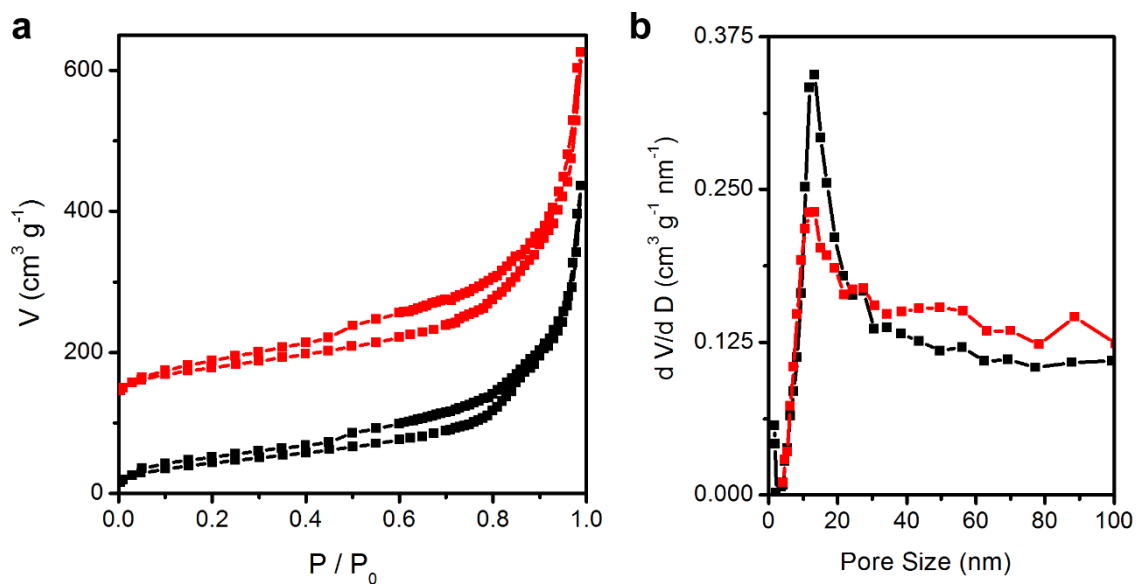 a
V (cm³ g⁻¹)
600
400
200
0
0.0 0.2 0.4 0.6 0.8 1.0
P / P₀
b
d V/d D (cm³ g⁻¹ nm⁻¹)
0.375
0.250
0.125
0.000
0 20 40 60 80 100
Pore Size (nm)